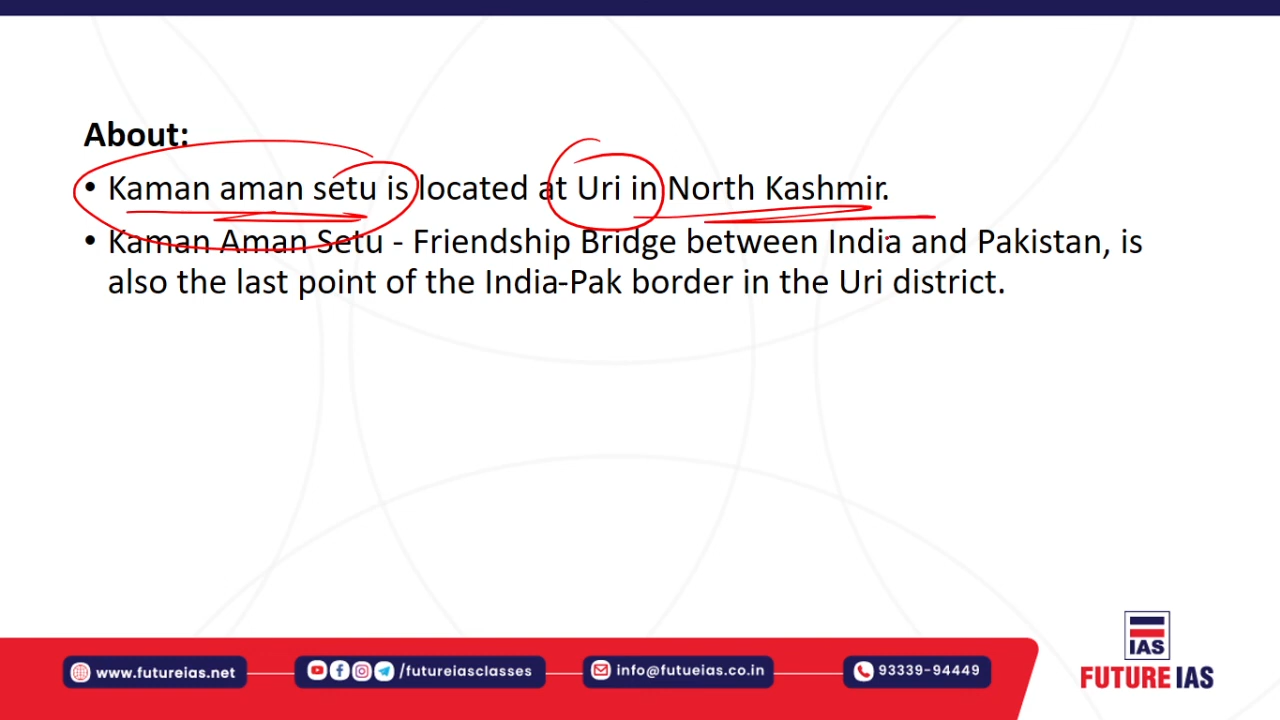 About:
• Kaman aman setu is located at Uri in North Kashmir.
• Kaman Aman Setu - Friendship Bridge between India and Pakistan, is
also the last point of the India-Pak border in the Uri district.
www.futureias.net
/futureiasclasses
info@futueias.co.in
93339-94449
IAS
FUTURE IAS